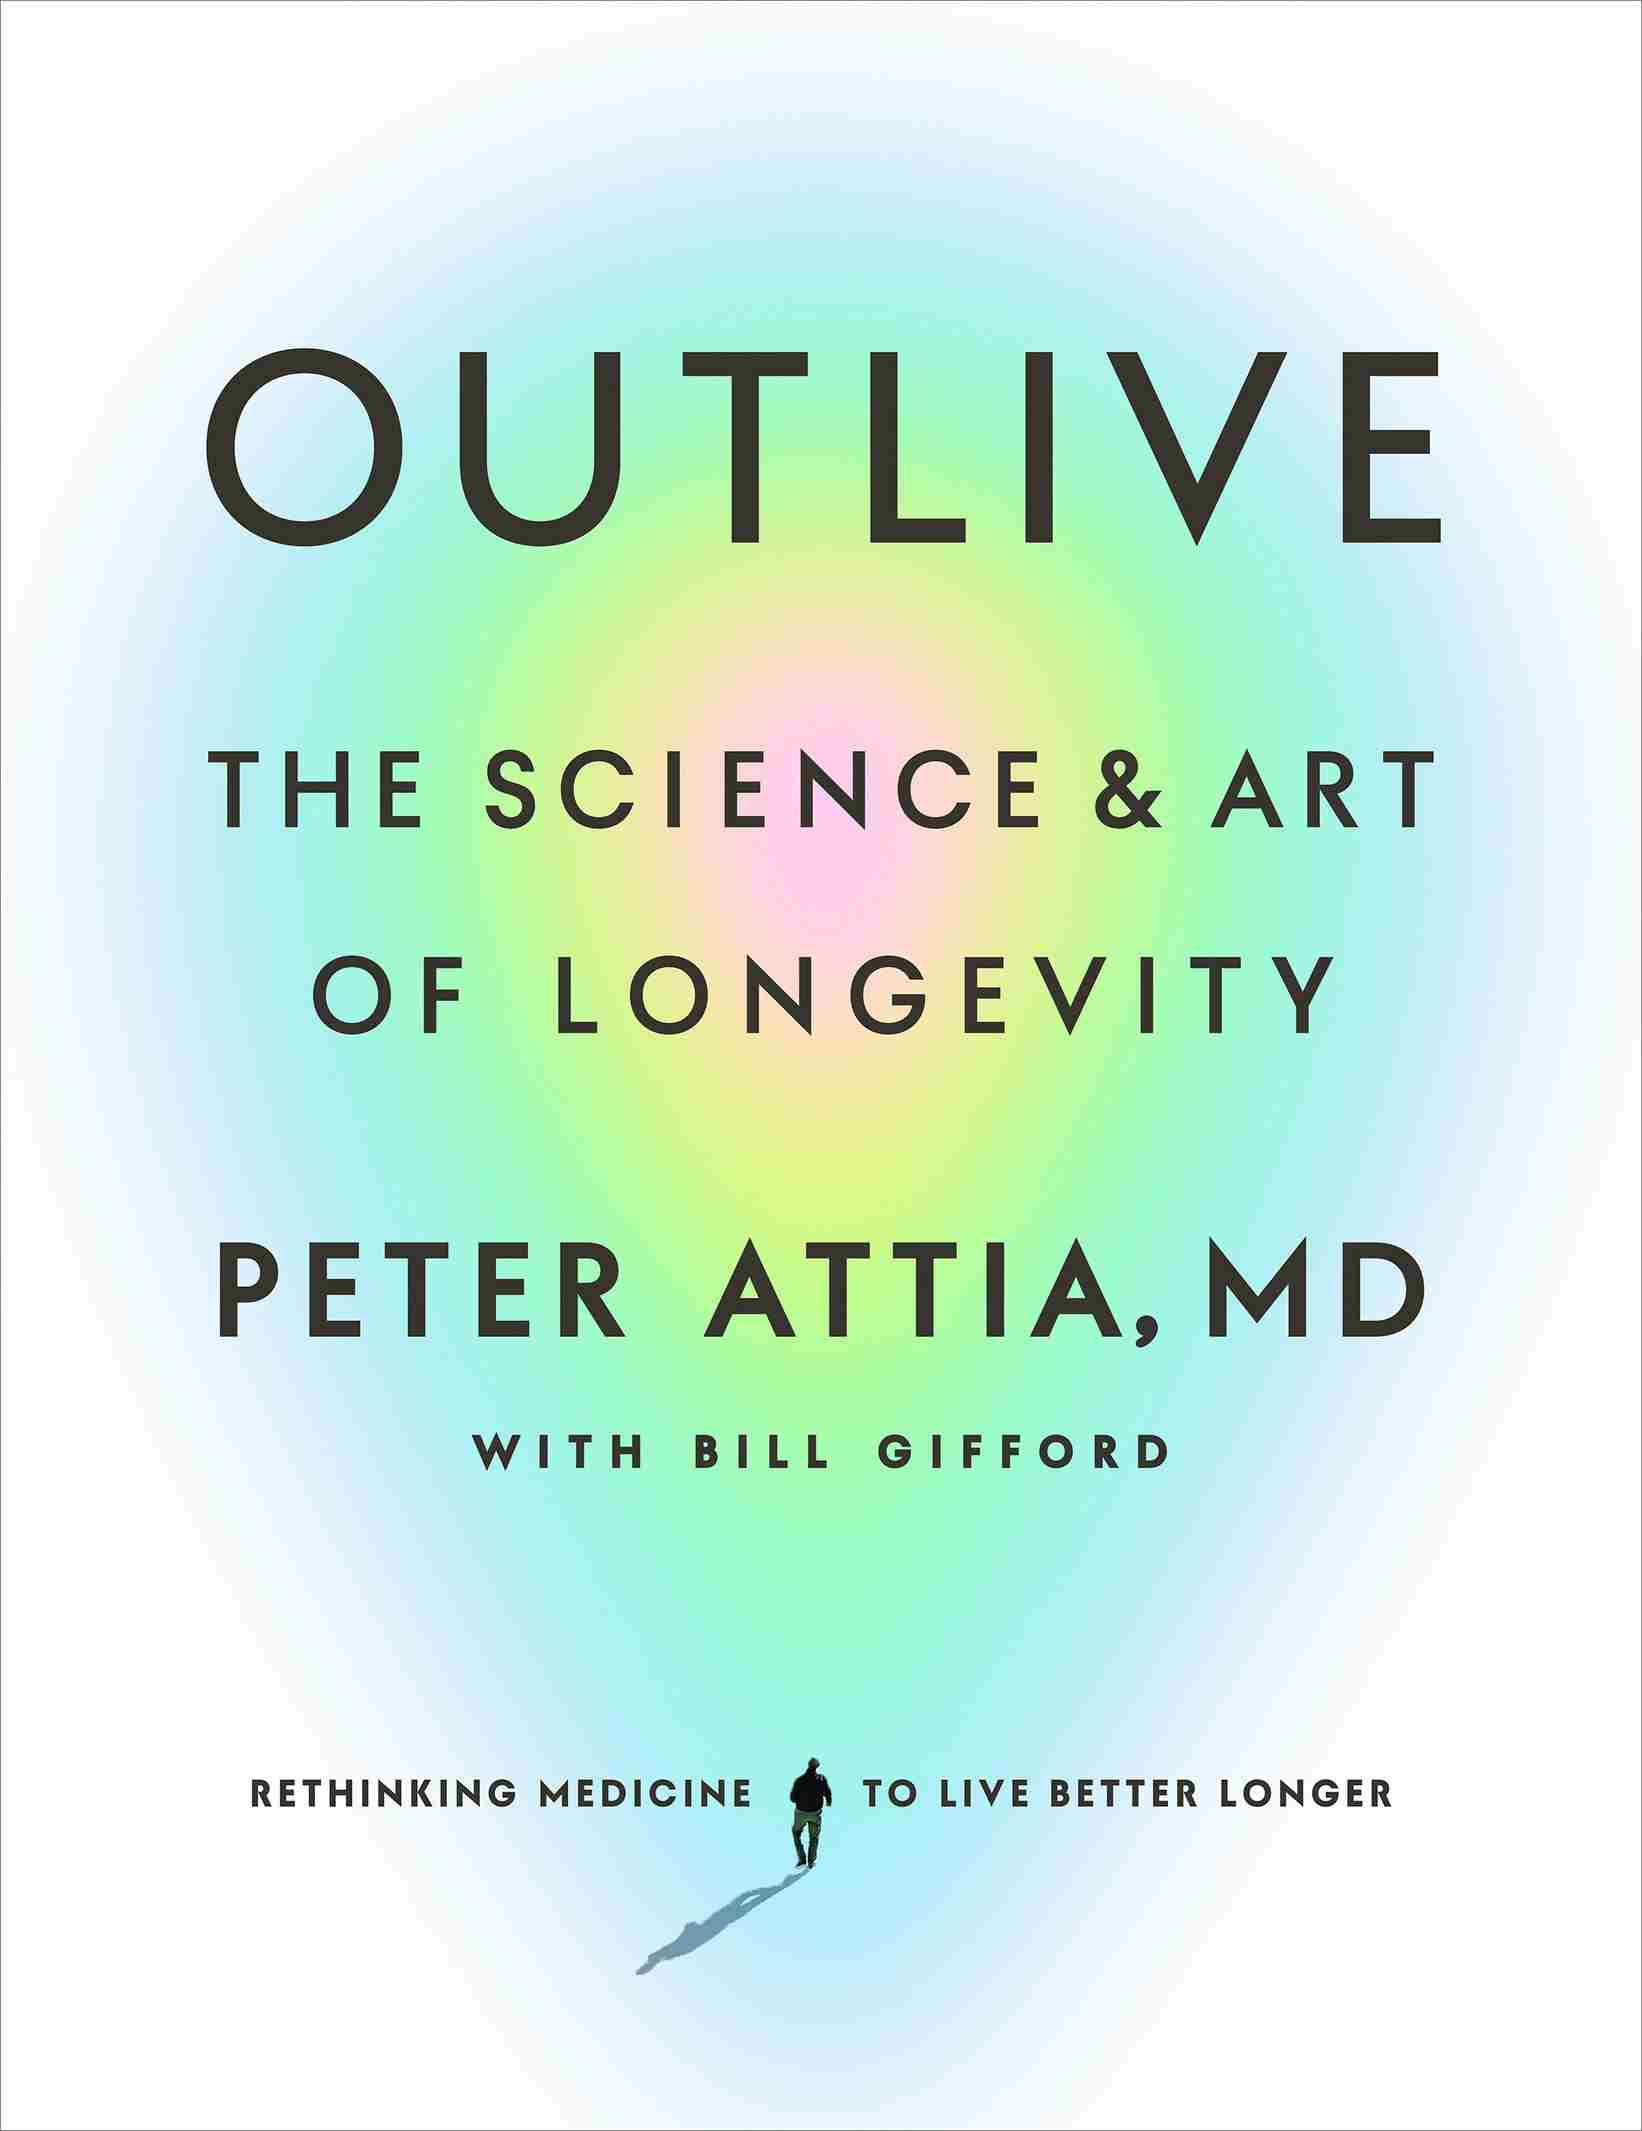 OUTLIVE
THE SCIENCE & ART
OF LONGEVITY
PETER ATTIA, MD
WITH BILL GIFFORD
RETHINKING MEDICINE TO LIVE BETTER LONGER